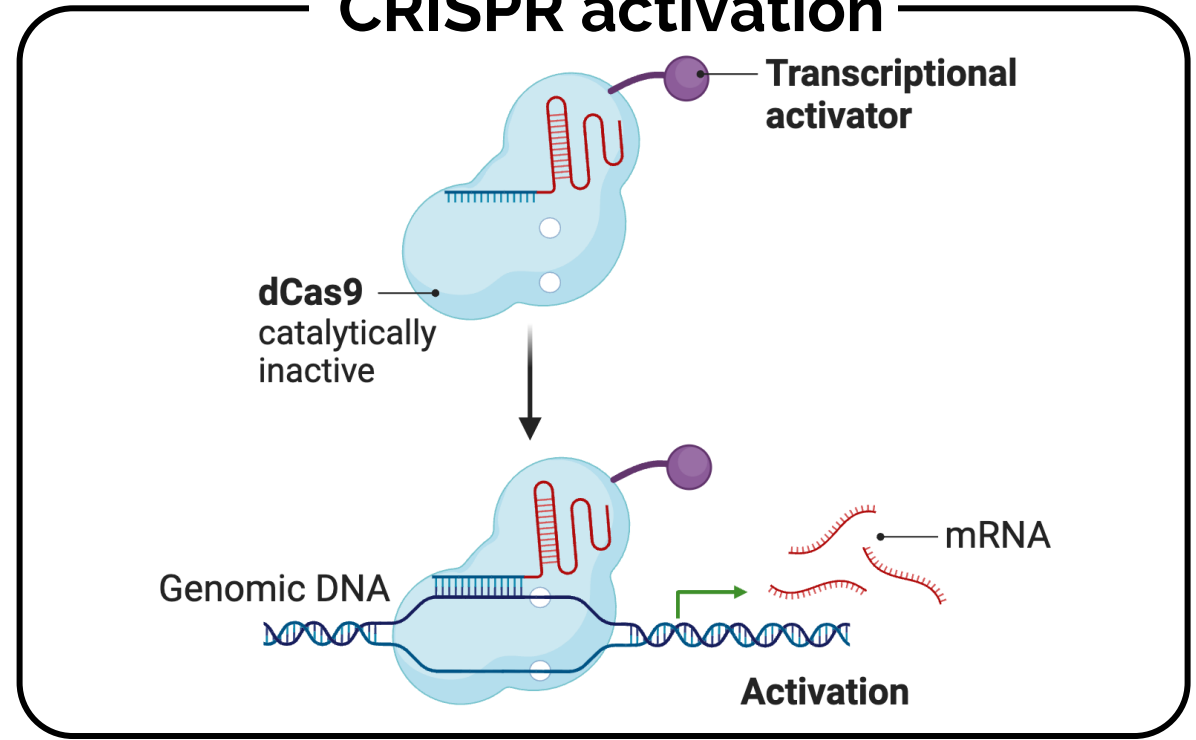 CRISPR activation
Transcriptional
activator
dCas9
catalytically
inactive
mRNA
Genomic DNA
Activation